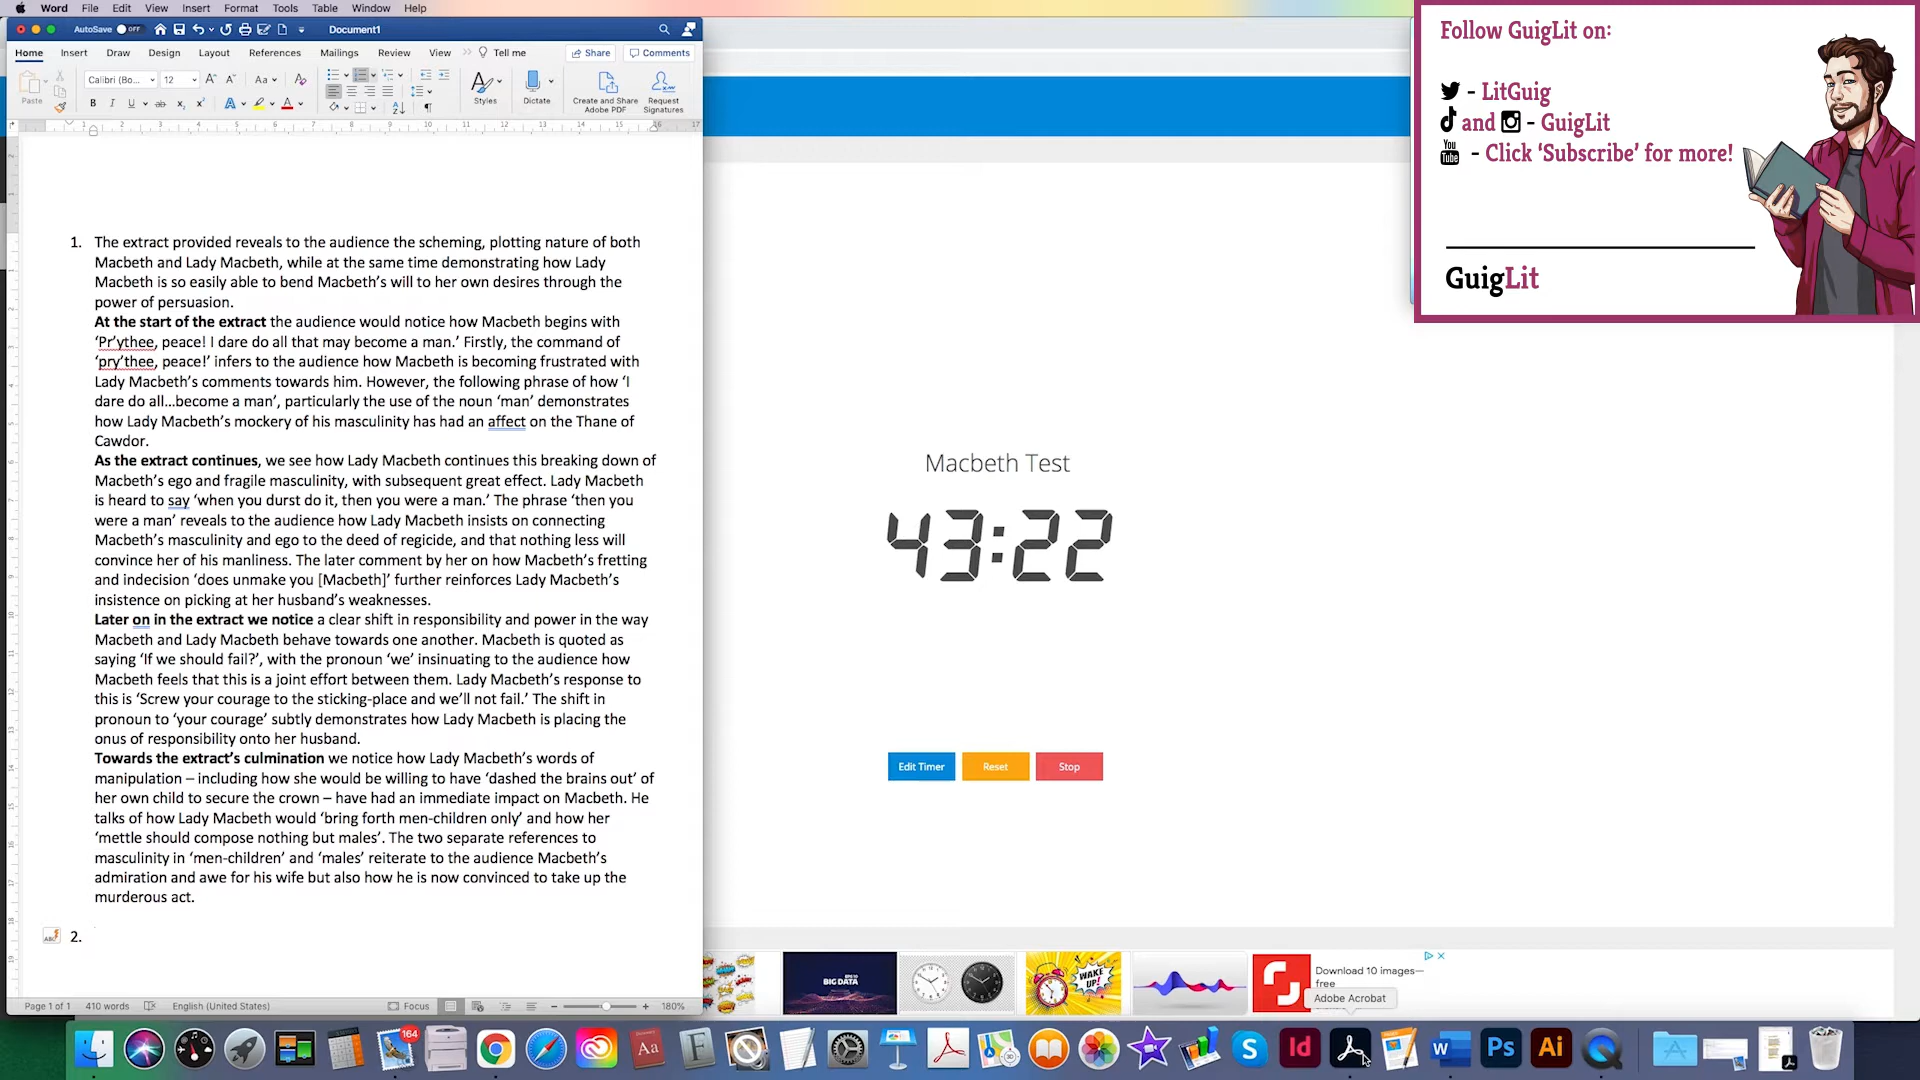 Word File Edit View Insert Format Tools Table Window Help
AutoSave OFF Document1
Home Insert Draw Design Layout References Mailings Review View Tell me Share Comments
Paste Calibri (Bo... 12 Styles Dictate Create and Share Adobe PDF Request Signatures
1. The extract provided reveals to the audience the scheming, plotting nature of both
Macbeth and Lady Macbeth, while at the same time demonstrating how Lady
Macbeth is so easily able to bend Macbeth's will to her own desires through the
power of persuasion.
At the start of the extract the audience would notice how Macbeth begins with
‘Pr’ythee, peace! I dare do all that may become a man.’ Firstly, the command of
‘pry’thee, peace!’ infers to the audience how Macbeth is becoming frustrated with
Lady Macbeth’s comments towards him. However, the following phrase of how ‘I
dare do all…become a man’, particularly the use of the noun ‘man’ demonstrates
how Lady Macbeth’s mockery of his masculinity has had an affect on the Thane of
Cawdor.
As the extract continues, we see how Lady Macbeth continues this breaking down of
Macbeth’s ego and fragile masculinity, with subsequent great effect. Lady Macbeth
is heard to say ‘when you durst do it, then you were a man.’ The phrase ‘then you
were a man’ reveals to the audience how Lady Macbeth insists on connecting
Macbeth’s masculinity and ego to the deed of regicide, and that nothing less will
convince her of his manliness. The later comment by her on how Macbeth’s fretting
and indecision ‘does unmake you [Macbeth]’ further reinforces Lady Macbeth’s
insistence on picking at her husband’s weaknesses.
Later on in the extract we notice a clear shift in responsibility and power in the way
Macbeth and Lady Macbeth behave towards one another. Macbeth is quoted as
saying ‘If we should fail?’, with the pronoun ‘we’ insinuating to the audience how
Macbeth feels that this is a joint effort between them. Lady Macbeth’s response to
this is ‘Screw your courage to the sticking-place and we’ll not fail.’ The shift in
pronoun to ‘your courage’ subtly demonstrates how Lady Macbeth is placing the
onus of responsibility onto her husband.
Towards the extract’s culmination we notice how Lady Macbeth’s words of
manipulation – including how she would be willing to have ‘dashed the brains out’ of
her own child to secure the crown – have had an immediate impact on Macbeth. He
talks of how Lady Macbeth would ‘bring forth men-children only’ and how her
‘mettle should compose nothing but males’. The two separate references to
masculinity in ‘men-children’ and ‘males’ reiterate to the audience Macbeth’s
admiration and awe for his wife but also how he is now convinced to take up the
murderous act.
2.
Page 1 of 1 410 words English (United States) Focus 180%
Macbeth Test
43:22
Edit Timer Reset Stop
BIG DATA
WAKE UP!
Download 10 images—
free
Adobe Acrobat
Follow GuigLit on:
- LitGuig
and - GuigLit
You Tube - Click ‘Subscribe’ for more!
GuigLit
164